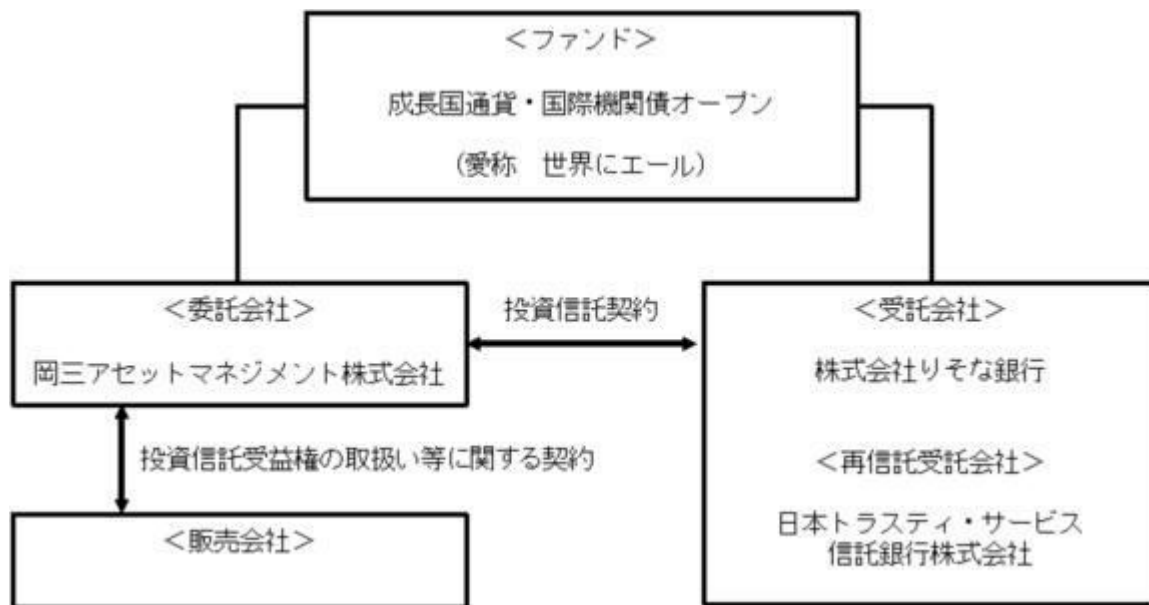 ＜ファンド＞
成長国通貨・国際機関債オープン
（愛称　世界にエール）
＜委託会社＞
岡三アセットマネジメント株式会社
投資信託契約
＜受託会社＞
株式会社りそな銀行
＜再信託受託会社＞
日本トラスティ・サービス
信託銀行株式会社
投資信託受益権の取扱い等に関する契約
＜販売会社＞